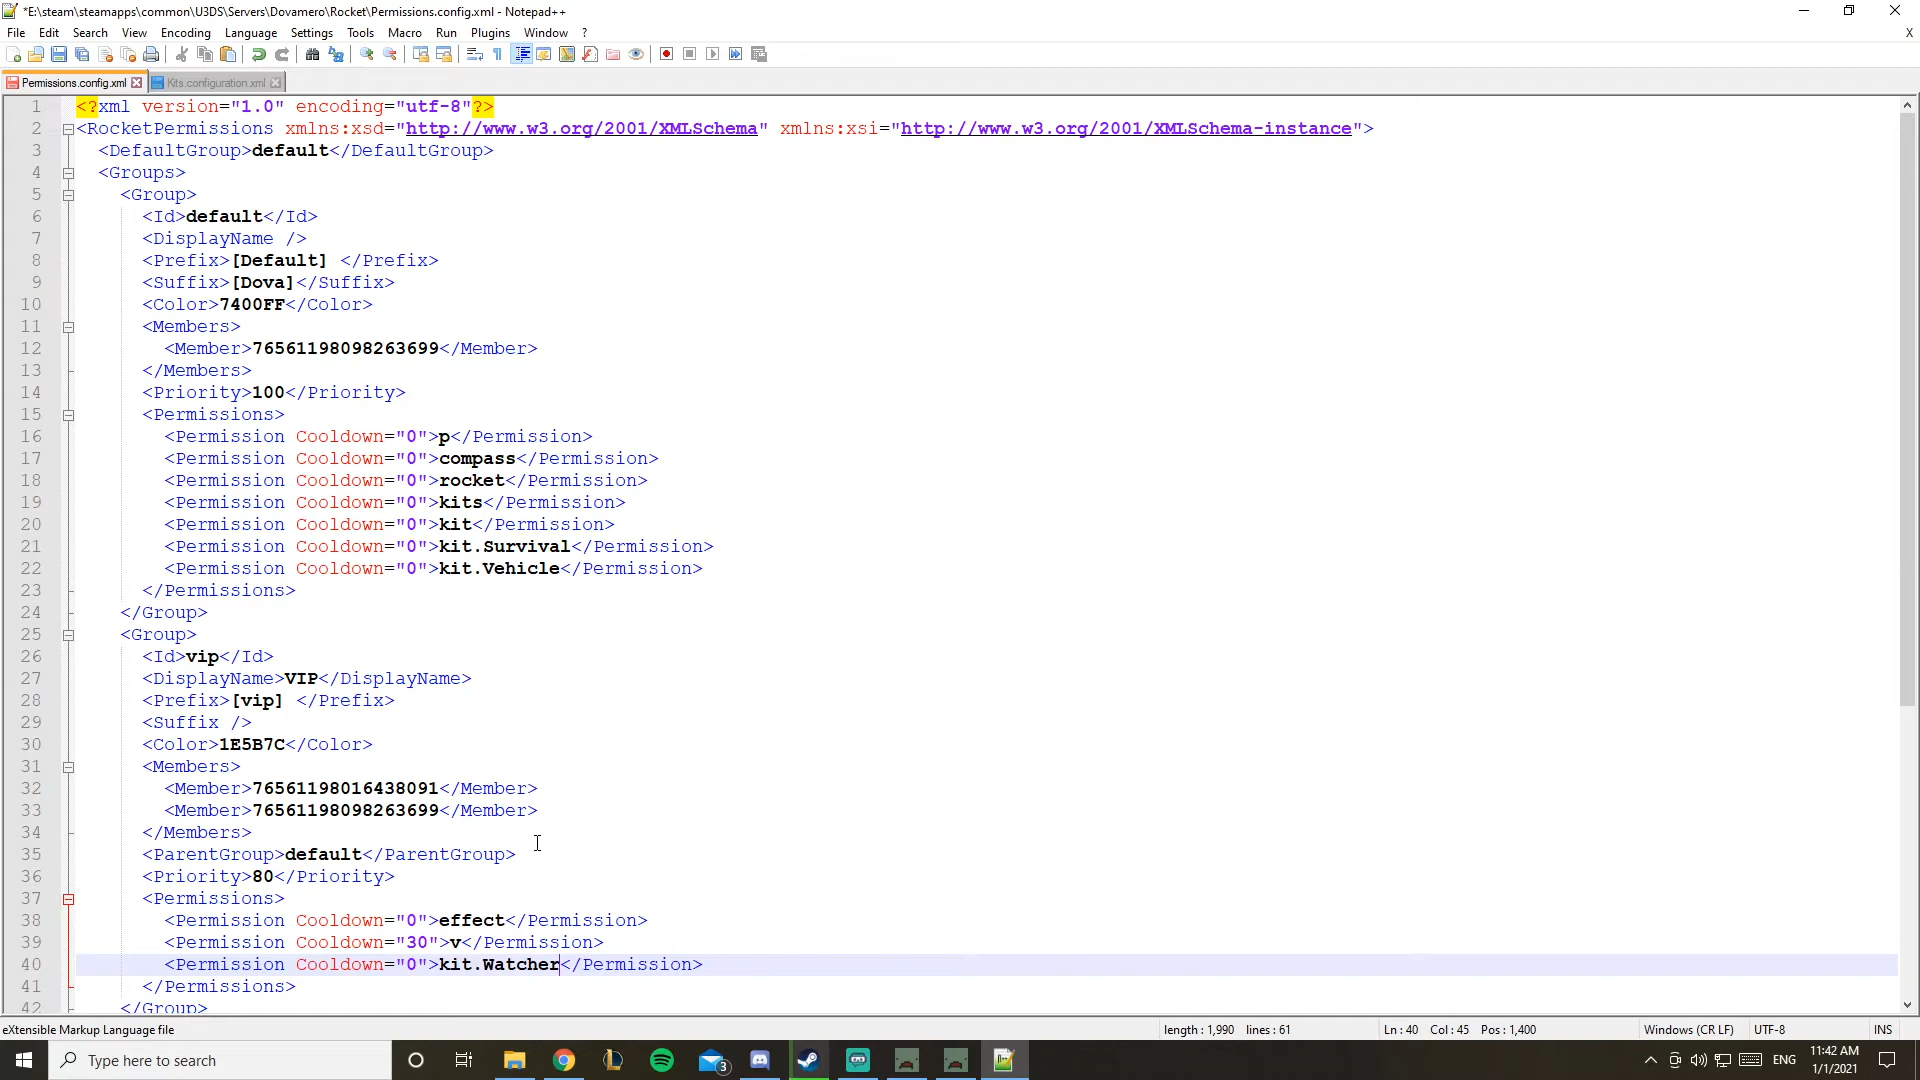 *E:\steam\steamapps\common\U3DS\Servers\Dovamero\Rocket\Permissions.config.xml - Notepad++
File Edit Search View Encoding Language Settings Tools Macro Run Plugins Window ? X
Permissions.config.xml Kits.configuration.xml
1 <?xml version="1.0" encoding="utf-8"?>
2 <RocketPermissions xmlns:xsd="http://www.w3.org/2001/XMLSchema" xmlns:xsi="http://www.w3.org/2001/XMLSchema-instance">
3 <DefaultGroup>default</DefaultGroup>
4 <Groups>
5 <Group>
6 <Id>default</Id>
7 <DisplayName />
8 <Prefix>[Default] </Prefix>
9 <Suffix>[Dova]</Suffix>
10 <Color>7400FF</Color>
11 <Members>
12 <Member>76561198098263699</Member>
13 </Members>
14 <Priority>100</Priority>
15 <Permissions>
16 <Permission Cooldown="0">p</Permission>
17 <Permission Cooldown="0">compass</Permission>
18 <Permission Cooldown="0">rocket</Permission>
19 <Permission Cooldown="0">kits</Permission>
20 <Permission Cooldown="0">kit</Permission>
21 <Permission Cooldown="0">kit.Survival</Permission>
22 <Permission Cooldown="0">kit.Vehicle</Permission>
23 </Permissions>
24 </Group>
25 <Group>
26 <Id>vip</Id>
27 <DisplayName>VIP</DisplayName>
28 <Prefix>[vip] </Prefix>
29 <Suffix />
30 <Color>1E5B7C</Color>
31 <Members>
32 <Member>76561198016438091</Member>
33 <Member>76561198098263699</Member>
34 </Members>
35 <ParentGroup>default</ParentGroup>
36 <Priority>80</Priority>
37 <Permissions>
38 <Permission Cooldown="0">effect</Permission>
39 <Permission Cooldown="30">v</Permission>
40 <Permission Cooldown="0">kit.Watcher</Permission>
41 </Permissions>
42 </Group>
eXtensible Markup Language file length : 1,990 lines : 61 Ln : 40 Col : 45 Pos : 1,400 Windows (CR LF) UTF-8 INS
Type here to search 3 ENG 11:42 AM
1/1/2021